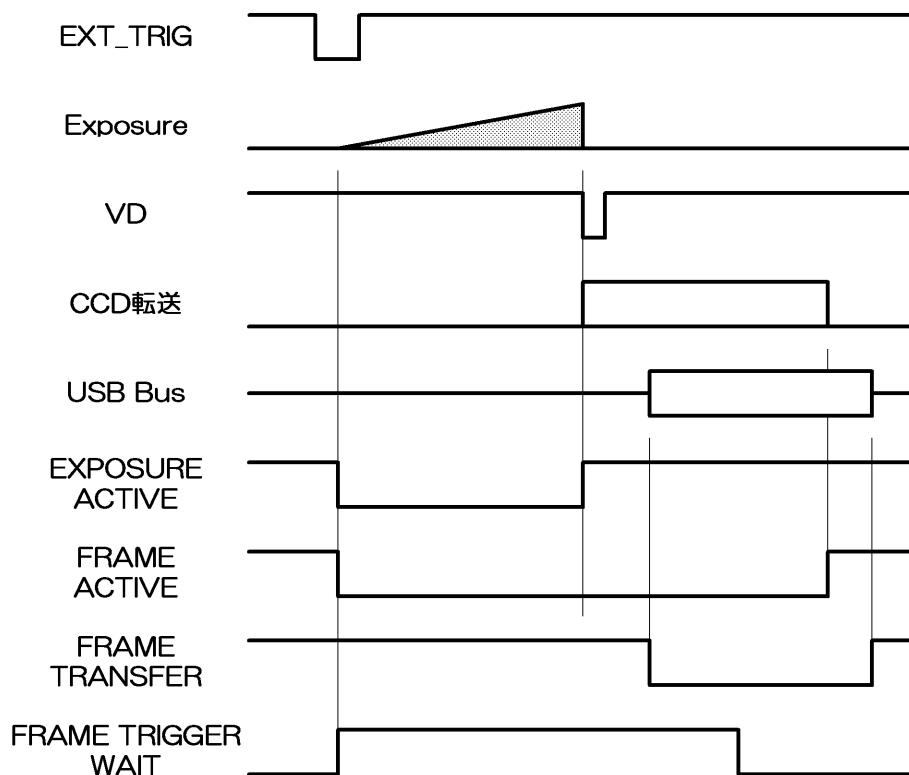 EXT_TRIG
Exposure
VD
CCD転送
USB Bus
EXPOSURE
ACTIVE
FRAME
ACTIVE
FRAME
TRANSFER
FRAME TRIGGER
WAIT